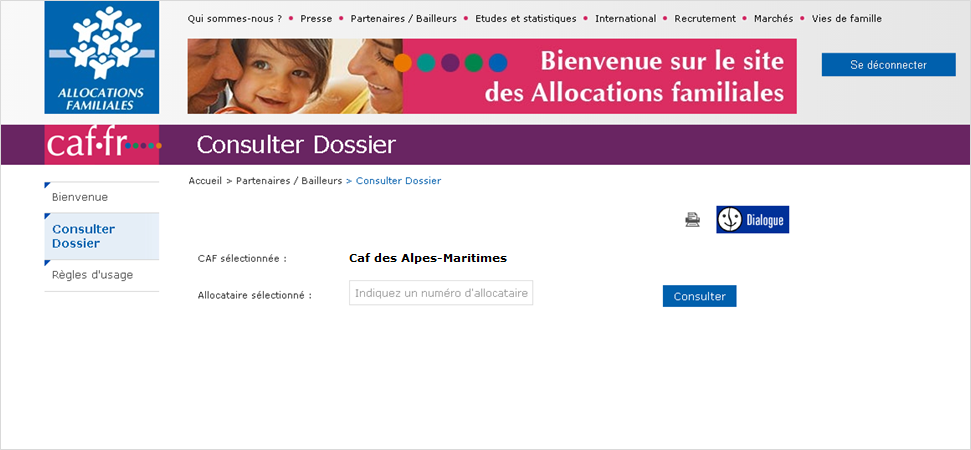 Qui sommes-nous ? • Presse • Partenaires / Bailleurs • Etudes et statistiques • International • Recrutement • Marchés • Vies de famille
ALLOCATIONS
FAMILIALES
Bienvenue sur le site
des Allocations familiales
Se déconnecter
caf.fr
Consulter Dossier
Accueil > Partenaires / Bailleurs > Consulter Dossier
Bienvenue
Consulter
Dossier
Règles d'usage
Dialogue
CAF sélectionnée :
Caf des Alpes-Maritimes
Allocataire sélectionné :
Indiquez un numéro d'allocataire
Consulter